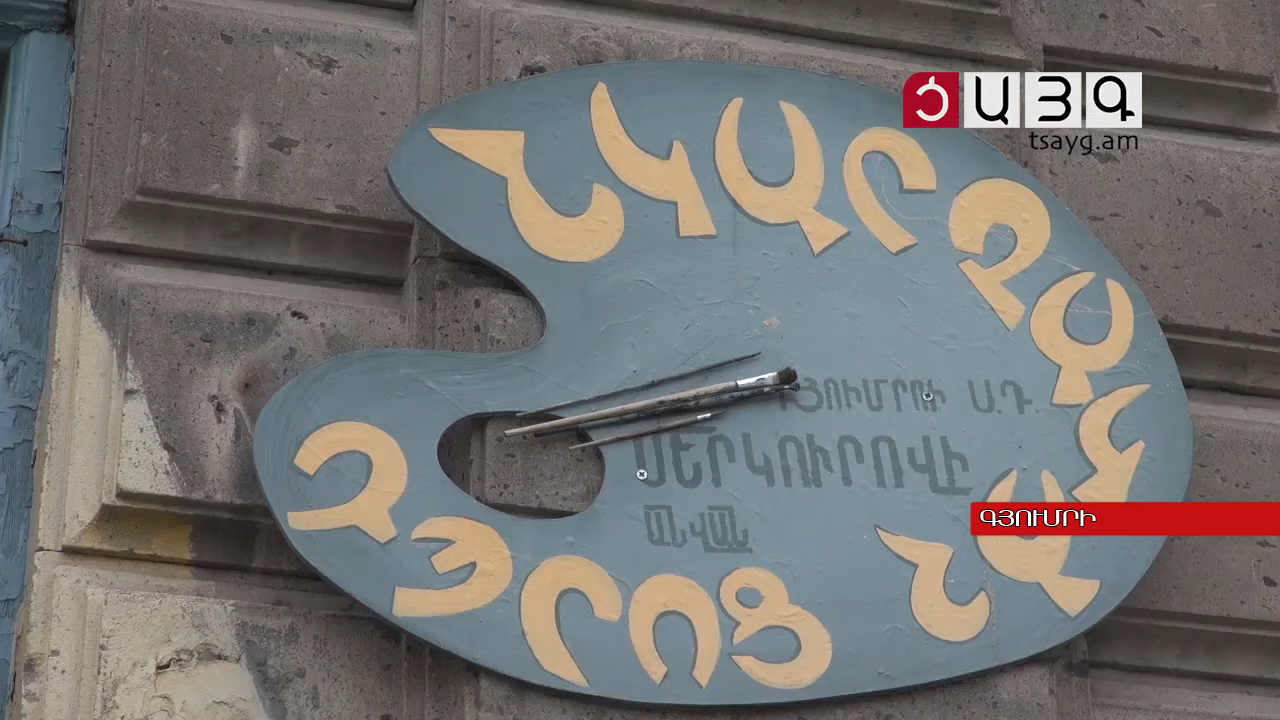 ՆԿԱՐՉԱԿԱՆ
ԴՊՐՈՑ
ԳՅՈՒՄՐՈՒ Ա.Դ.
ՄԵՐԿՈՒՐՈՎԻ
ԱՆՎԱՆ
ԾԱՅԳ
tsayg.am
ԳՅՈՒՄՐԻ